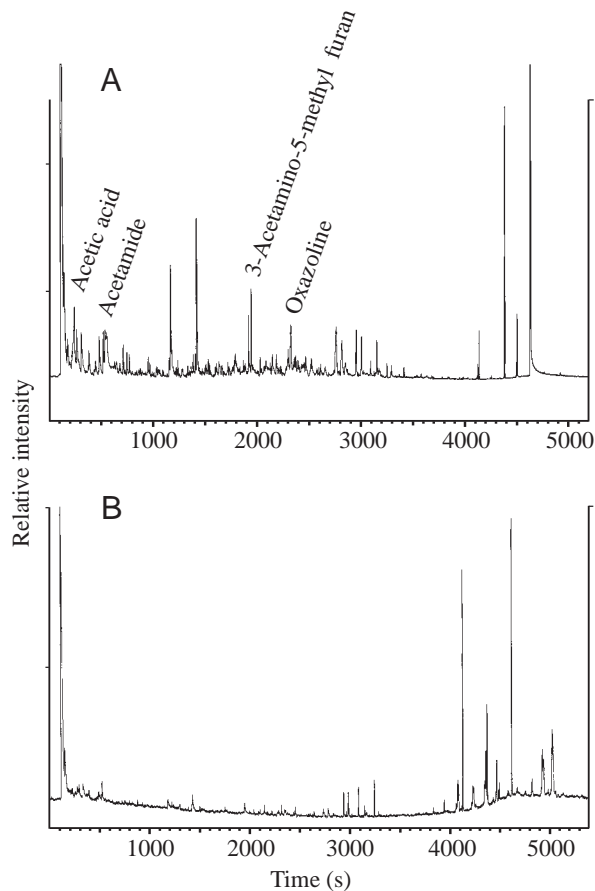 A
Acetic acid
Acetamide
3-Acetamino-5-methyl furan
Oxazoline
1000 2000 3000 4000 5000
Relative intensity
B
1000 2000 3000 4000 5000
Time (s)